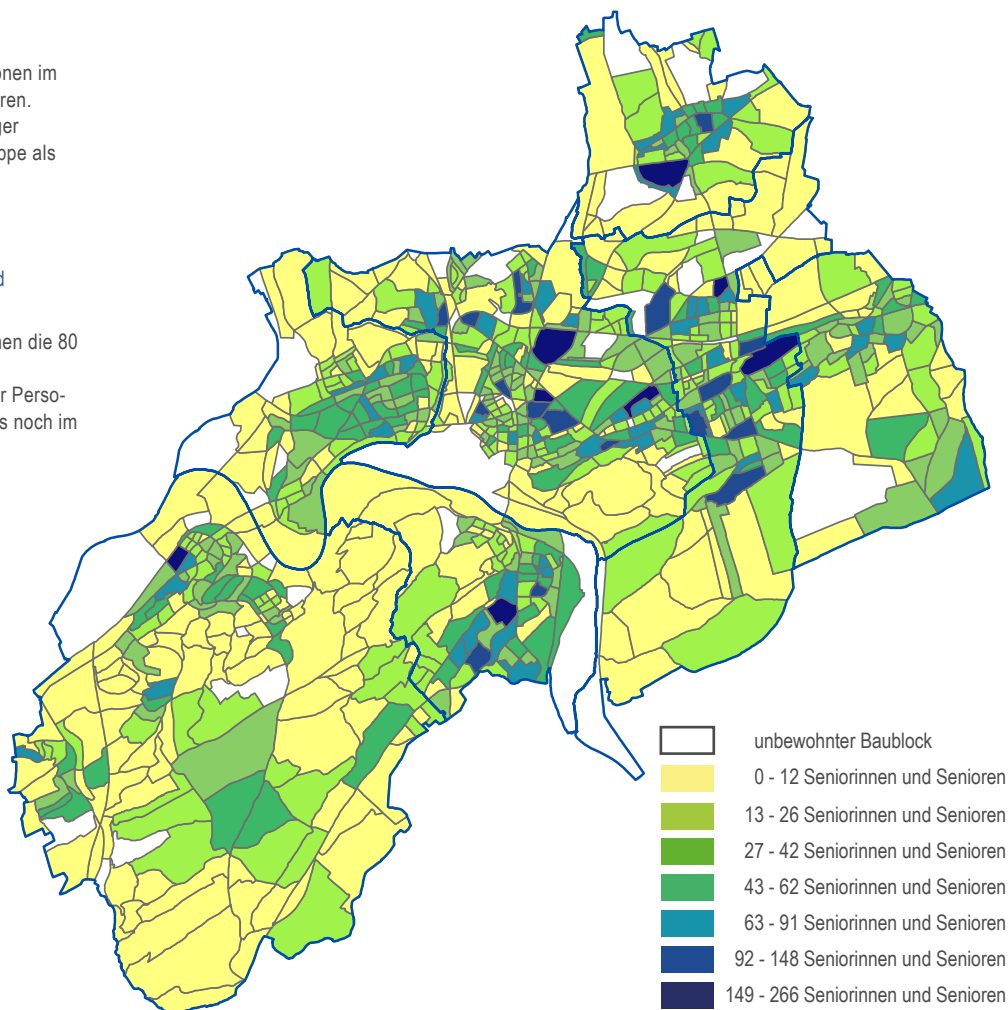 onen im
ren.
ger
ppe als
d
nen die 80
r Perso-
s noch im
unbewohnter Baublock
0 - 12 Seniorinnen und Senioren
13 - 26 Seniorinnen und Senioren
27 - 42 Seniorinnen und Senioren
43 - 62 Seniorinnen und Senioren
63 - 91 Seniorinnen und Senioren
92 - 148 Seniorinnen und Senioren
149 - 266 Seniorinnen und Senioren